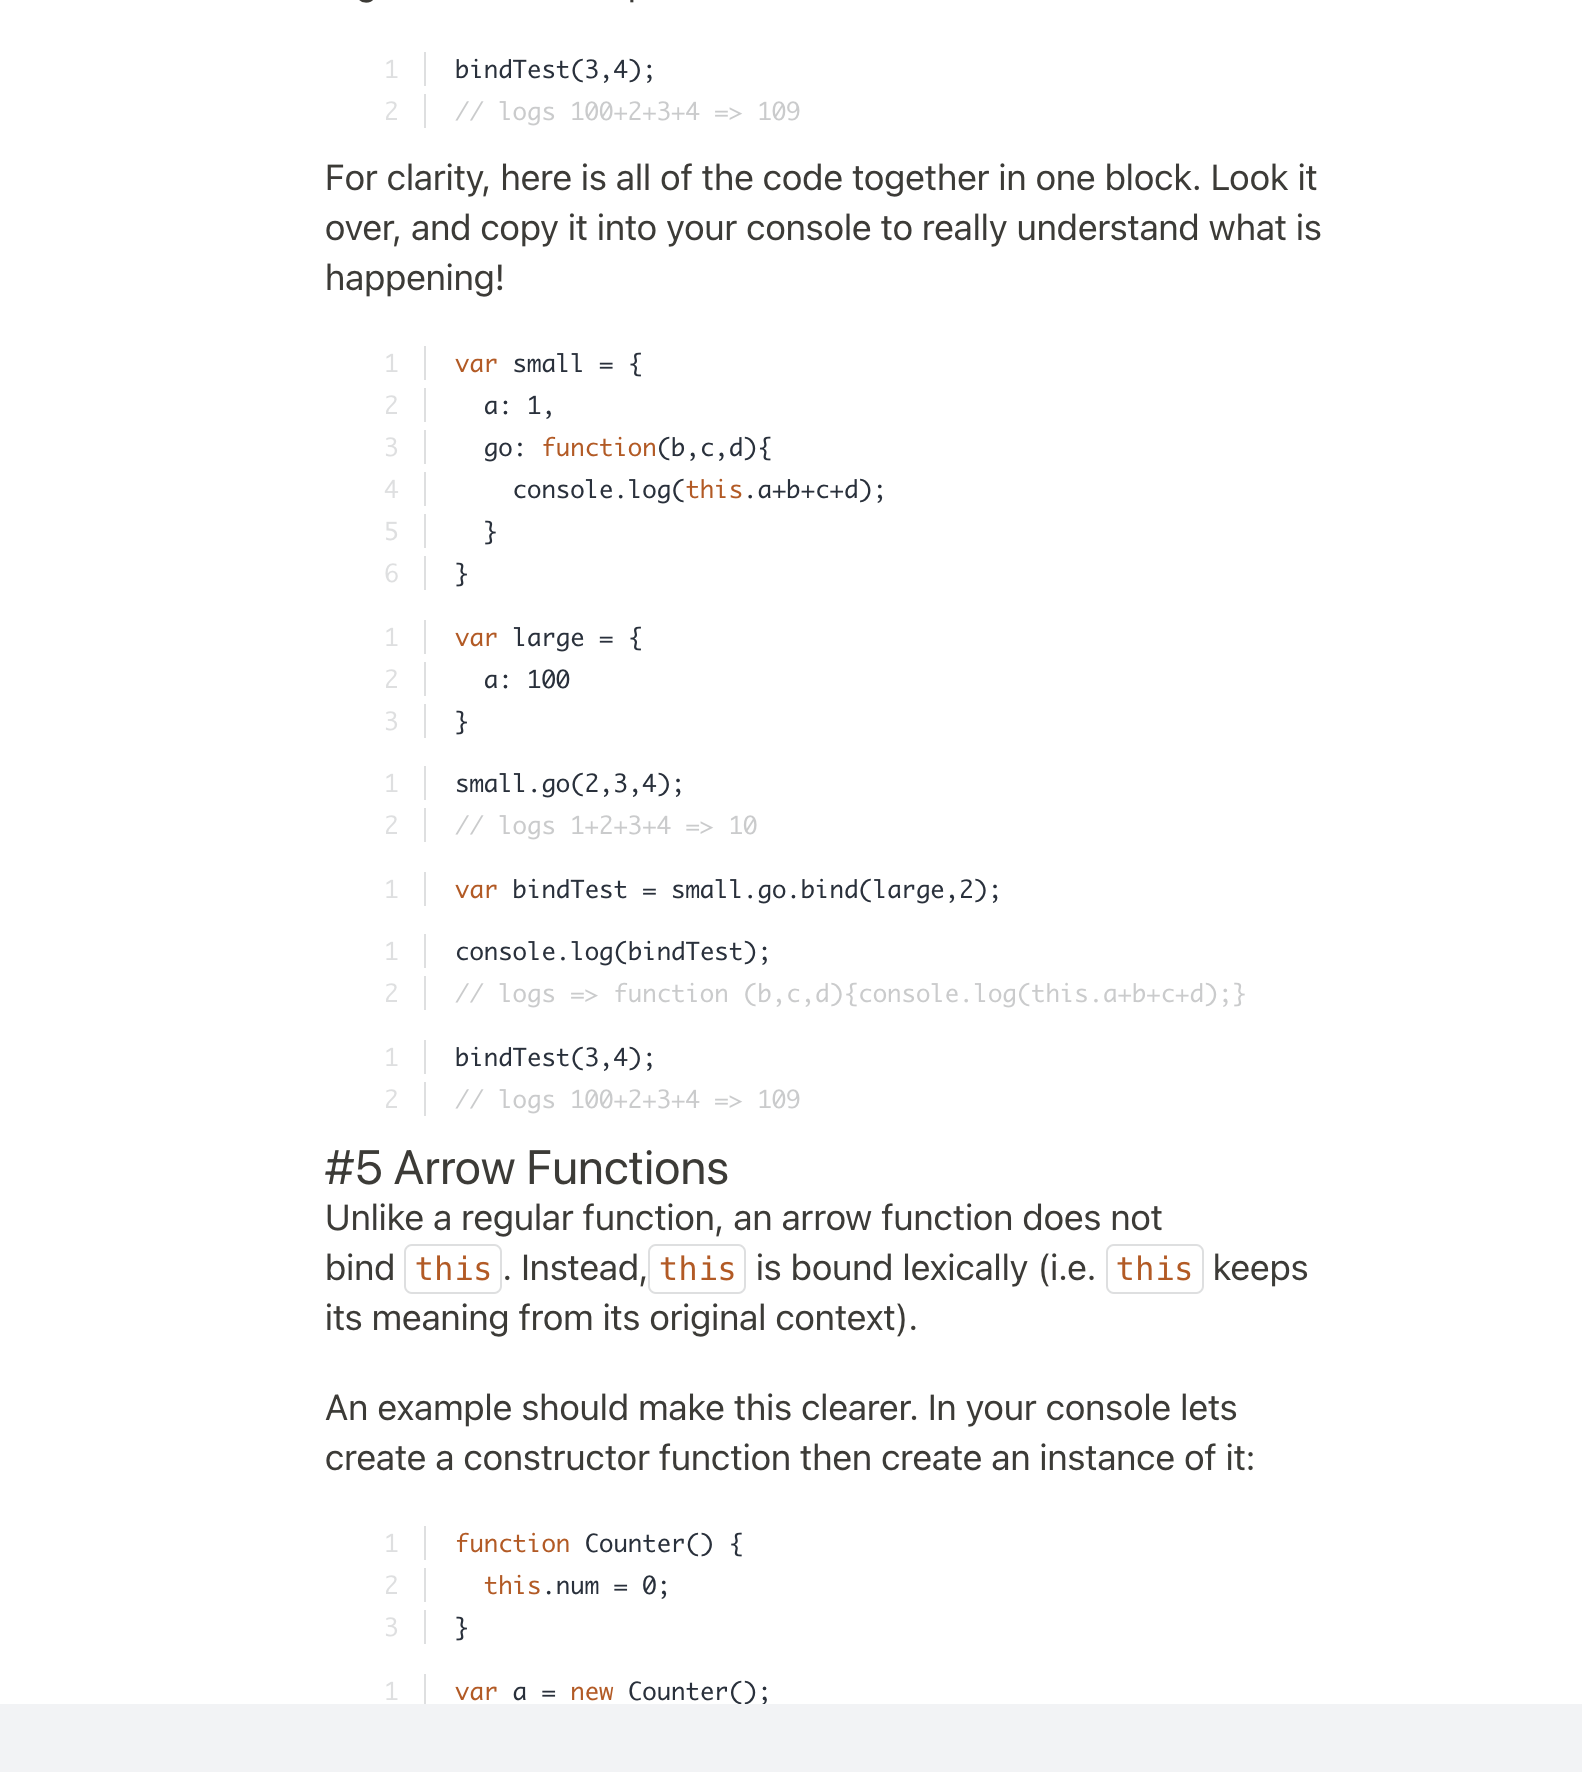 1 bindTest(3,4);
2 // logs 100+2+3+4 => 109
For clarity, here is all of the code together in one block. Look it
over, and copy it into your console to really understand what is
happening!
1 var small = {
2   a: 1,
3   go: function(b,c,d){
4     console.log(this.a+b+c+d);
5   }
6 }
1 var large = {
2   a: 100
3 }
1 small.go(2,3,4);
2 // logs 1+2+3+4 => 10
1 var bindTest = small.go.bind(large,2);
1 console.log(bindTest);
2 // logs => function (b,c,d){console.log(this.a+b+c+d);}
1 bindTest(3,4);
2 // logs 100+2+3+4 => 109
#5 Arrow Functions
Unlike a regular function, an arrow function does not
bind this. Instead, this is bound lexically (i.e. this keeps
its meaning from its original context).
An example should make this clearer. In your console lets
create a constructor function then create an instance of it:
1 function Counter() {
2   this.num = 0;
3 }
1 var a = new Counter();